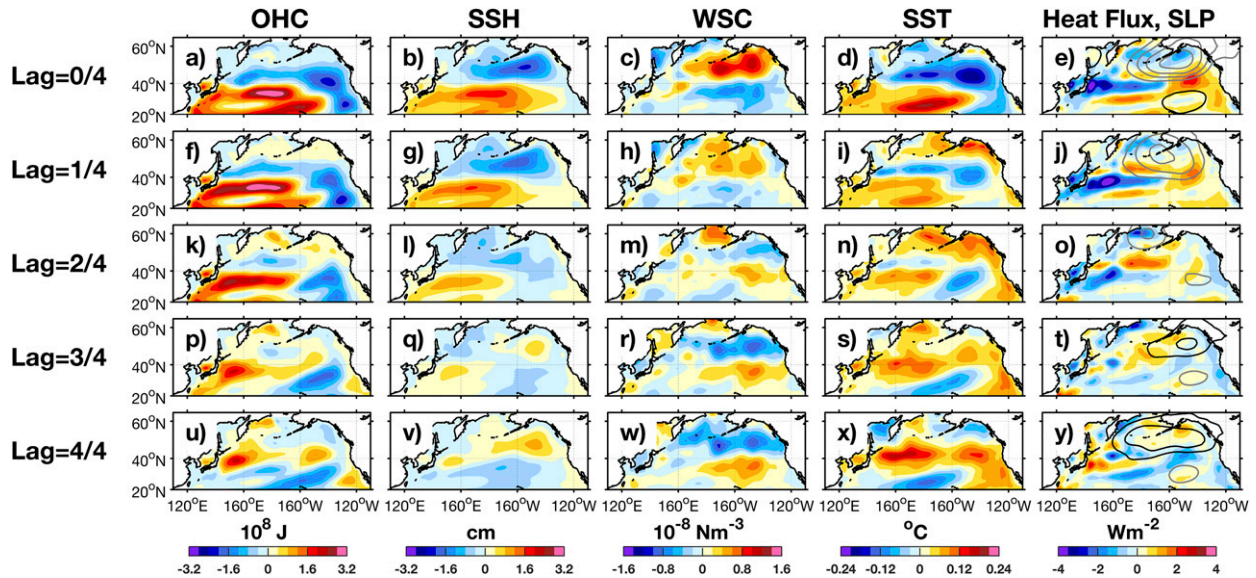 OHC SSH WSC SST Heat Flux, SLP
Lag=0/4 60°N 40°N 20°N a) b) c) d) e)
Lag=1/4 60°N 40°N 20°N f) g) h) i) j)
Lag=2/4 60°N 40°N 20°N k) l) m) n) o)
Lag=3/4 60°N 40°N 20°N p) q) r) s) t)
Lag=4/4 60°N 40°N 20°N u) v) w) x) y)
120°E 160°E 160°W 120°W 120°E 160°E 160°W 120°W 120°E 160°E 160°W 120°W 120°E 160°E 160°W 120°W 120°E 160°E 160°W 120°W
10⁸ J cm 10⁻⁸ Nm⁻³ °C Wm⁻²
-3.2 -1.6 0 1.6 3.2 -3.2 -1.6 0 1.6 3.2 -1.6 -0.8 0 0.8 1.6 -0.24 -0.12 0 0.12 0.24 -4 -2 0 2 4